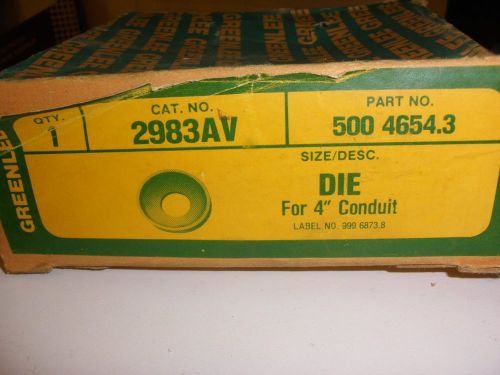 GREENLEE
QTY.
1
CAT. NO.
2983AV
PART NO.
500 4654.3
SIZE/DESC.
DIE
For 4" Conduit
LABEL NO. 999 6873.8